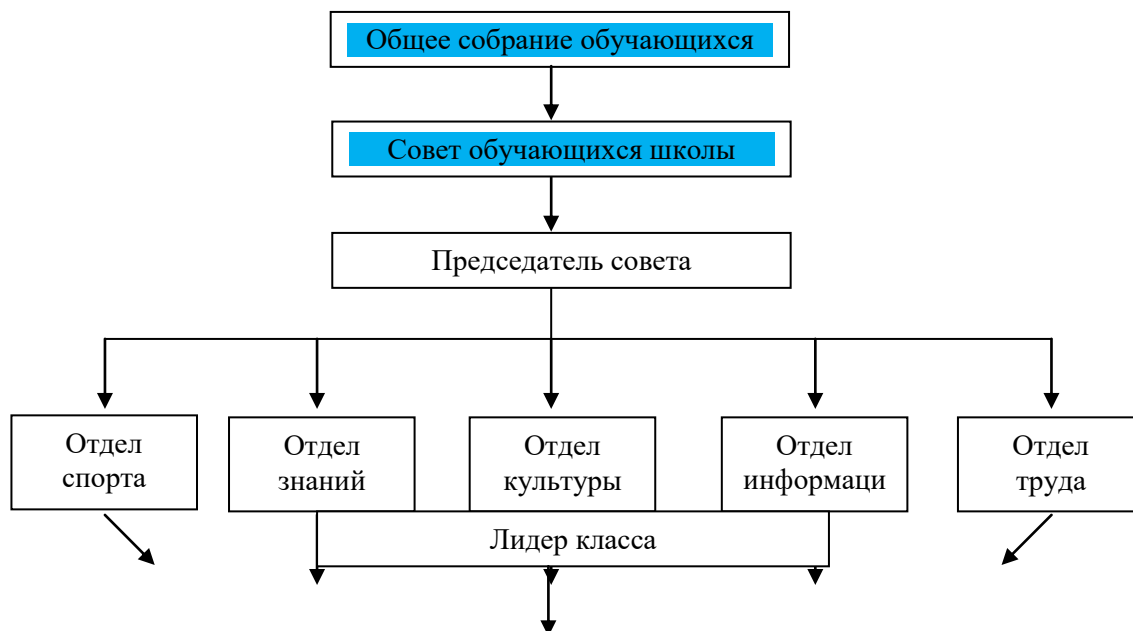 Общее собрание обучающихся
Совет обучающихся школы
Председатель совета
Отдел
спорта
Отдел
знаний
Отдел
культуры
Отдел
информаци
Отдел
труда
Лидер класса